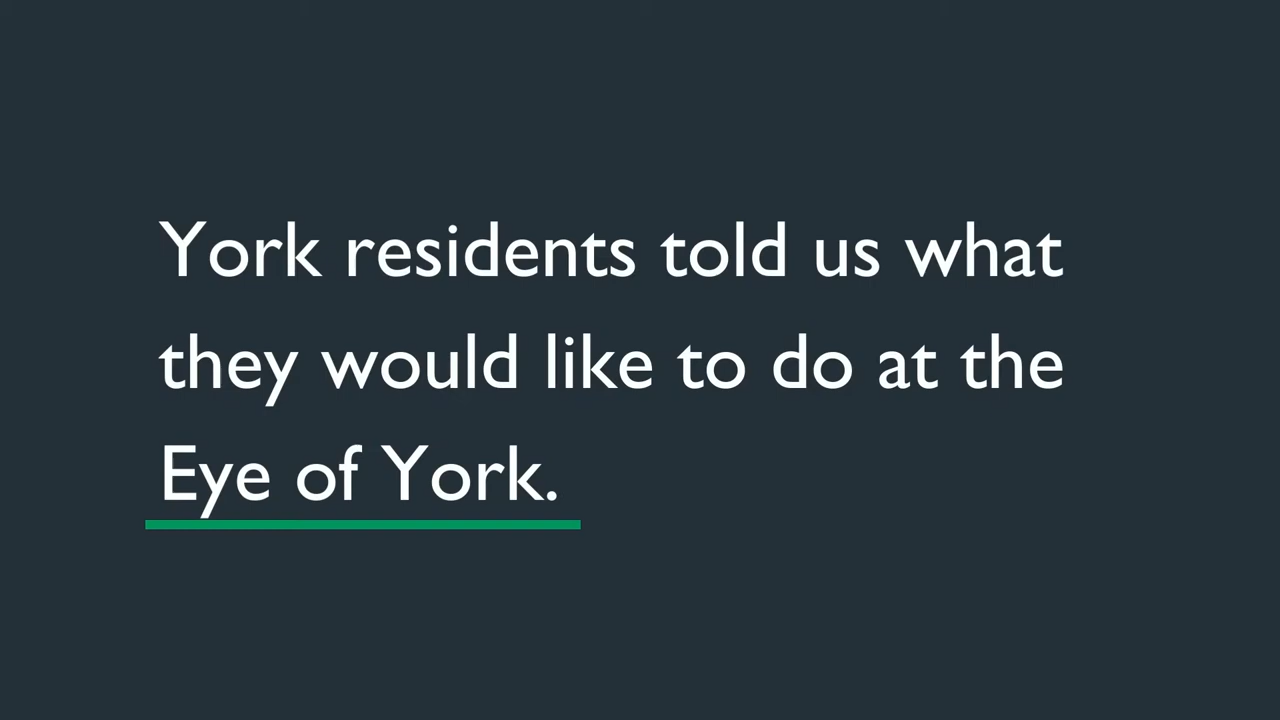 York residents told us what
they would like to do at the
Eye of York.